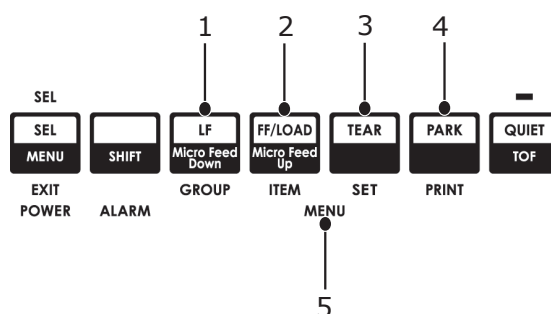 1 2 3 4
SEL
SEL LF FF/LOAD TEAR PARK QUIET
MENU SHIFT Micro Feed Down Micro Feed Up TOF
EXIT GROUP ITEM SET PRINT
POWER ALARM MENU
5